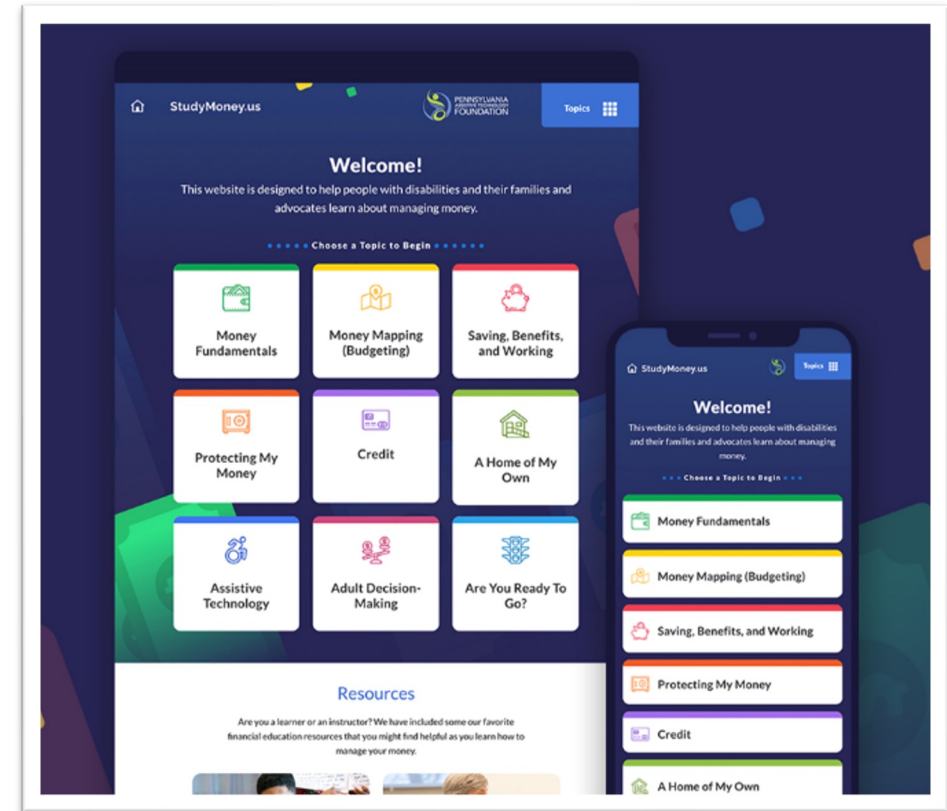 StudyMoney.us
PENNSYLVANIA
ASSISTIVE TECHNOLOGY
FOUNDATION
Topics
Welcome!
This website is designed to help people with disabilities and their families and
advocates learn about managing money.
Choose a Topic to Begin
Money
Fundamentals
Money Mapping
(Budgeting)
Saving, Benefits,
and Working
Protecting My
Money
Credit
A Home of My
Own
Assistive
Technology
Adult Decision-
Making
Are You Ready To
Go?
Resources
Are you a learner or an instructor? We have included some our favorite
financial education resources that you might find helpful as you learn how to
manage your money.
StudyMoney.us
Topics
Welcome!
This website is designed to help people with disabilities
and their families and advocates learn about managing
money.
Choose a Topic to Begin
Money Fundamentals
Money Mapping (Budgeting)
Saving, Benefits, and Working
Protecting My Money
Credit
A Home of My Own